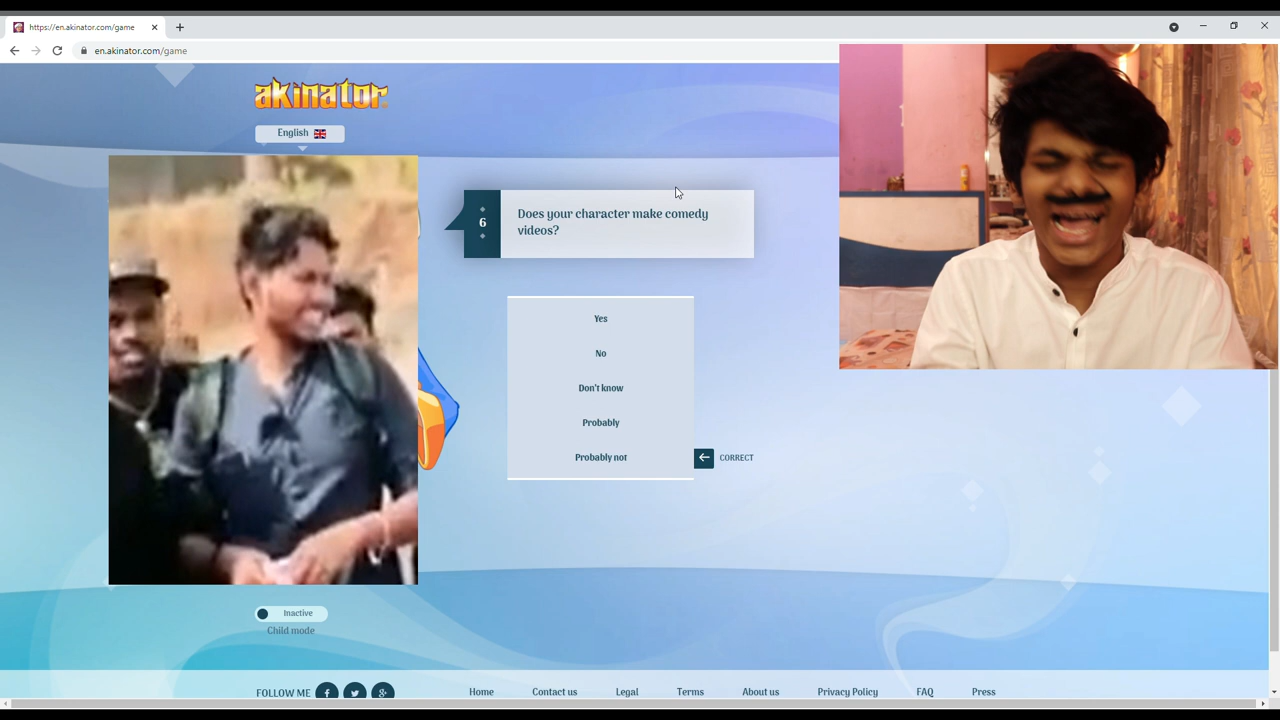 https://en.akinator.com/game
en.akinator.com/game
akinator
English
6
Does your character make comedy
videos?
Yes
No
Don't know
Probably
Probably not
CORRECT
Inactive
Child mode
FOLLOW ME
Home Contact us Legal Terms About us Privacy Policy FAQ Press